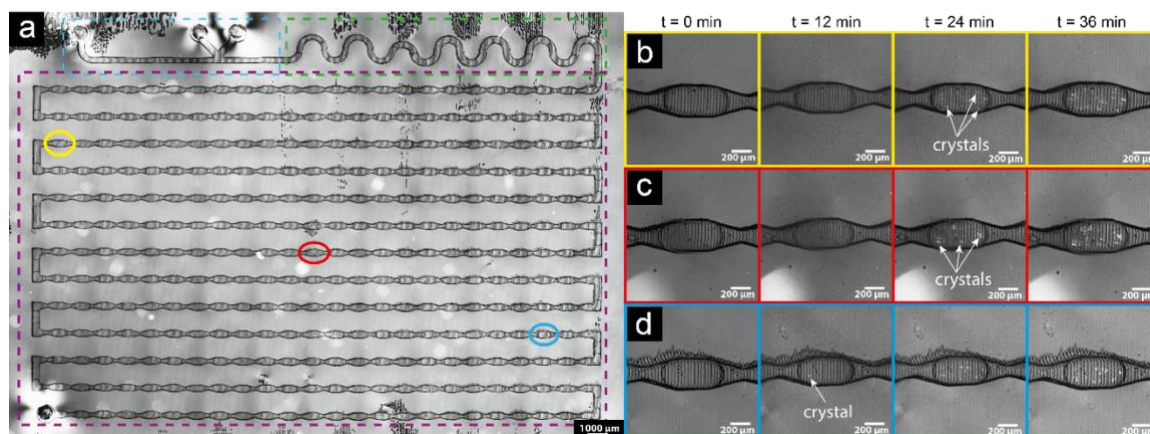 a
1000 µm
t = 0 min t = 12 min t = 24 min t = 36 min
b
crystals
200 µm 200 µm 200 µm 200 µm
c
crystals
200 µm 200 µm 200 µm 200 µm
d
crystal
200 µm 200 µm 200 µm 200 µm